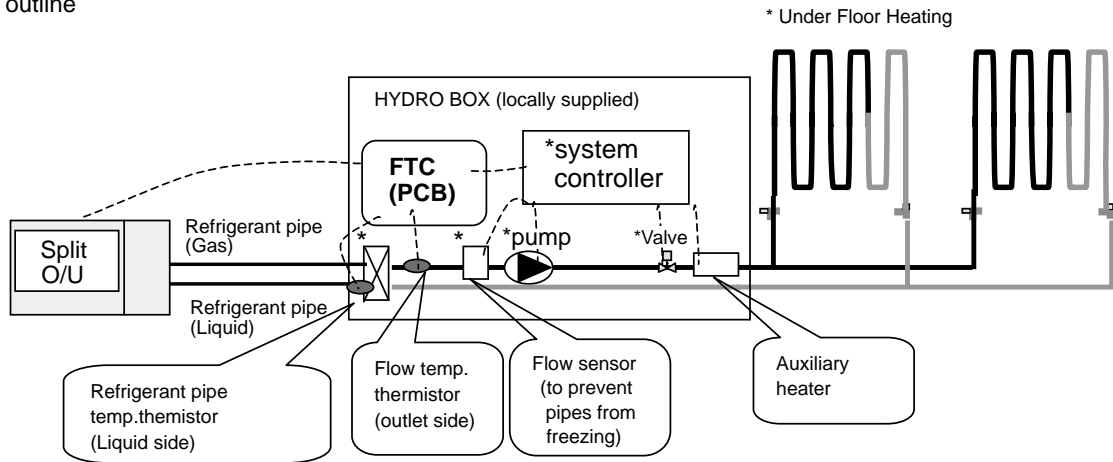 outline
* Under Floor Heating
HYDRO BOX (locally supplied)
FTC
(PCB)
*system
controller
Split
O/U
Refrigerant pipe
(Gas)
*
*
*pump
*Valve
Refrigerant pipe
(Liquid)
Refrigerant pipe
temp.themistor
(Liquid side)
Flow temp.
thermistor
(outlet side)
Flow sensor
(to prevent
pipes from
freezing)
Auxiliary
heater